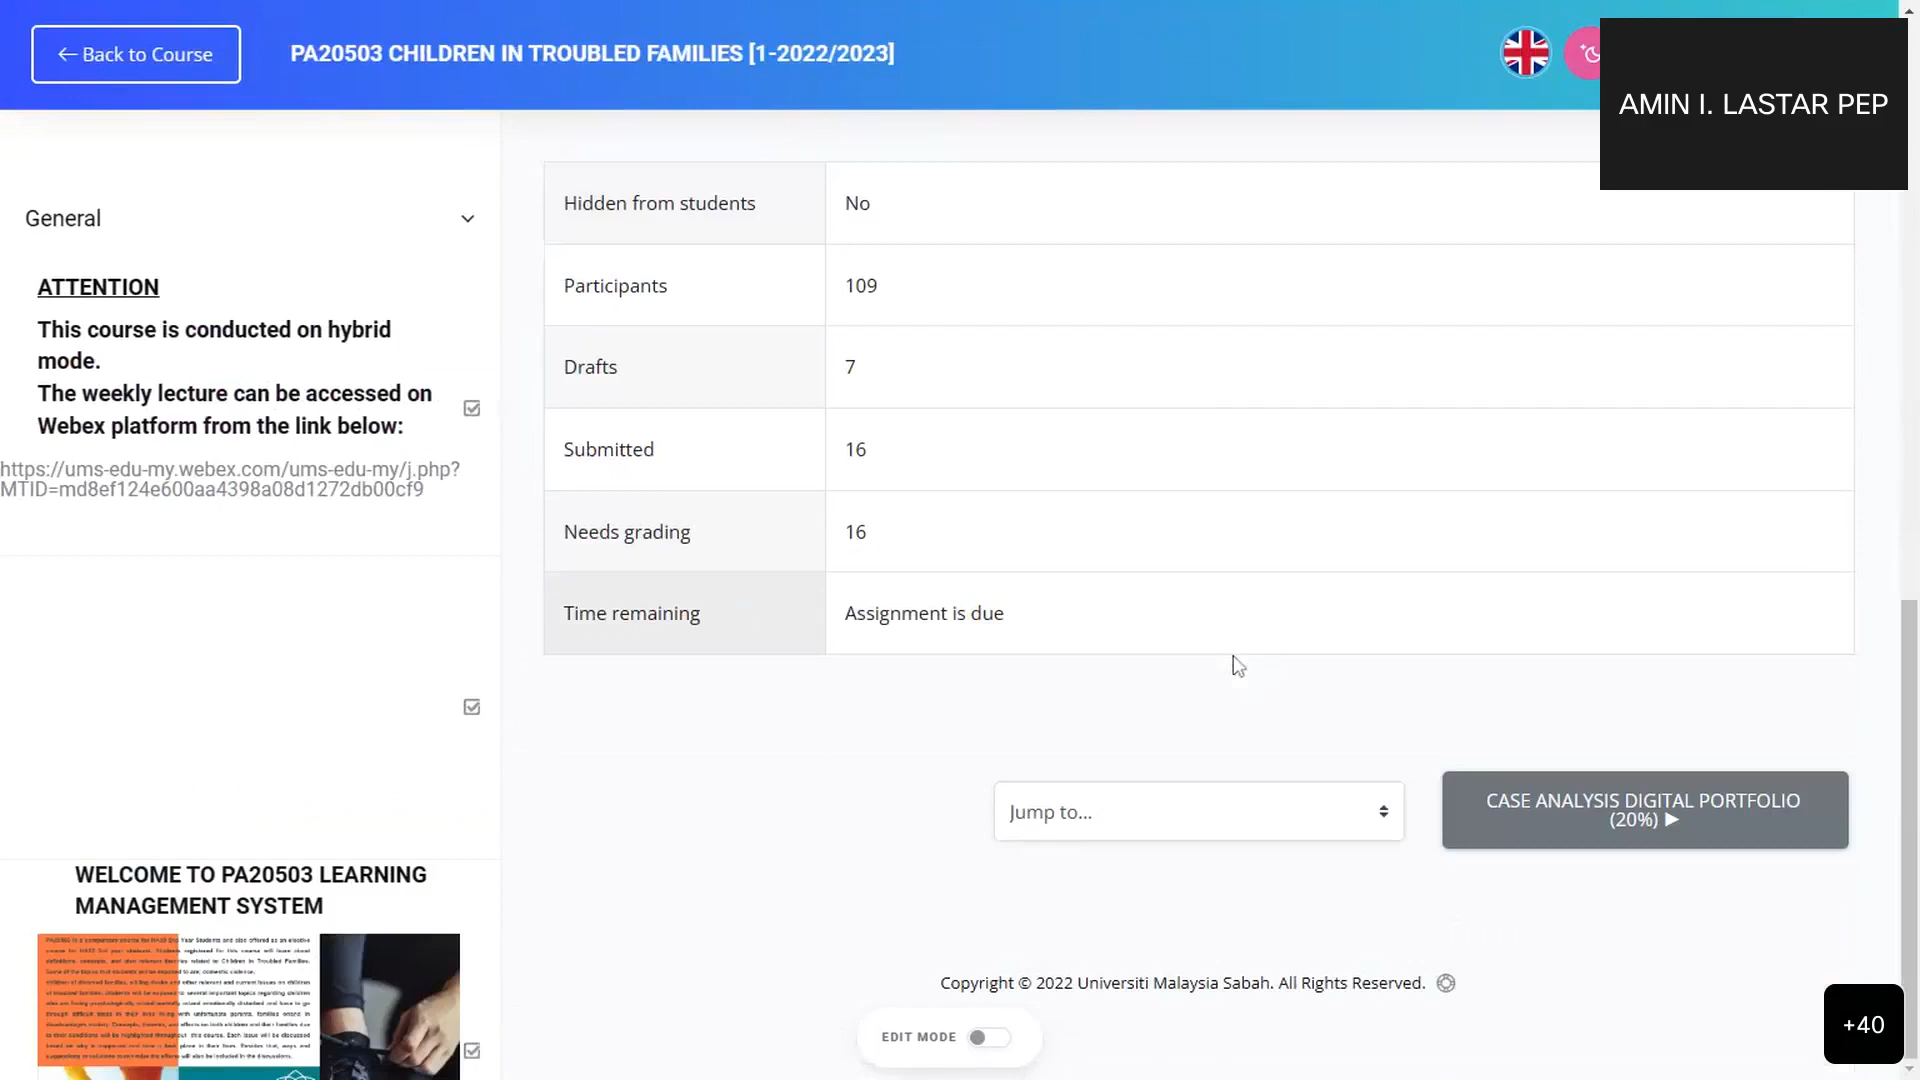 Back to Course
PA20503 CHILDREN IN TROUBLED FAMILIES [1-2022/2023]
AMIN I. LASTAR PEP
General
ATTENTION
This course is conducted on hybrid
mode.
The weekly lecture can be accessed on
Webex platform from the link below:
https://ums-edu-my.webex.com/ums-edu-my/j.php?
MTID=md8ef124e600aa4398a08d1272db00cf9
WELCOME TO PA20503 LEARNING
MANAGEMENT SYSTEM
Hidden from students No
Participants 109
Drafts 7
Submitted 16
Needs grading 16
Time remaining Assignment is due
Jump to...
CASE ANALYSIS DIGITAL PORTFOLIO
(20%) ▶
Copyright © 2022 Universiti Malaysia Sabah. All Rights Reserved.
EDIT MODE
+40